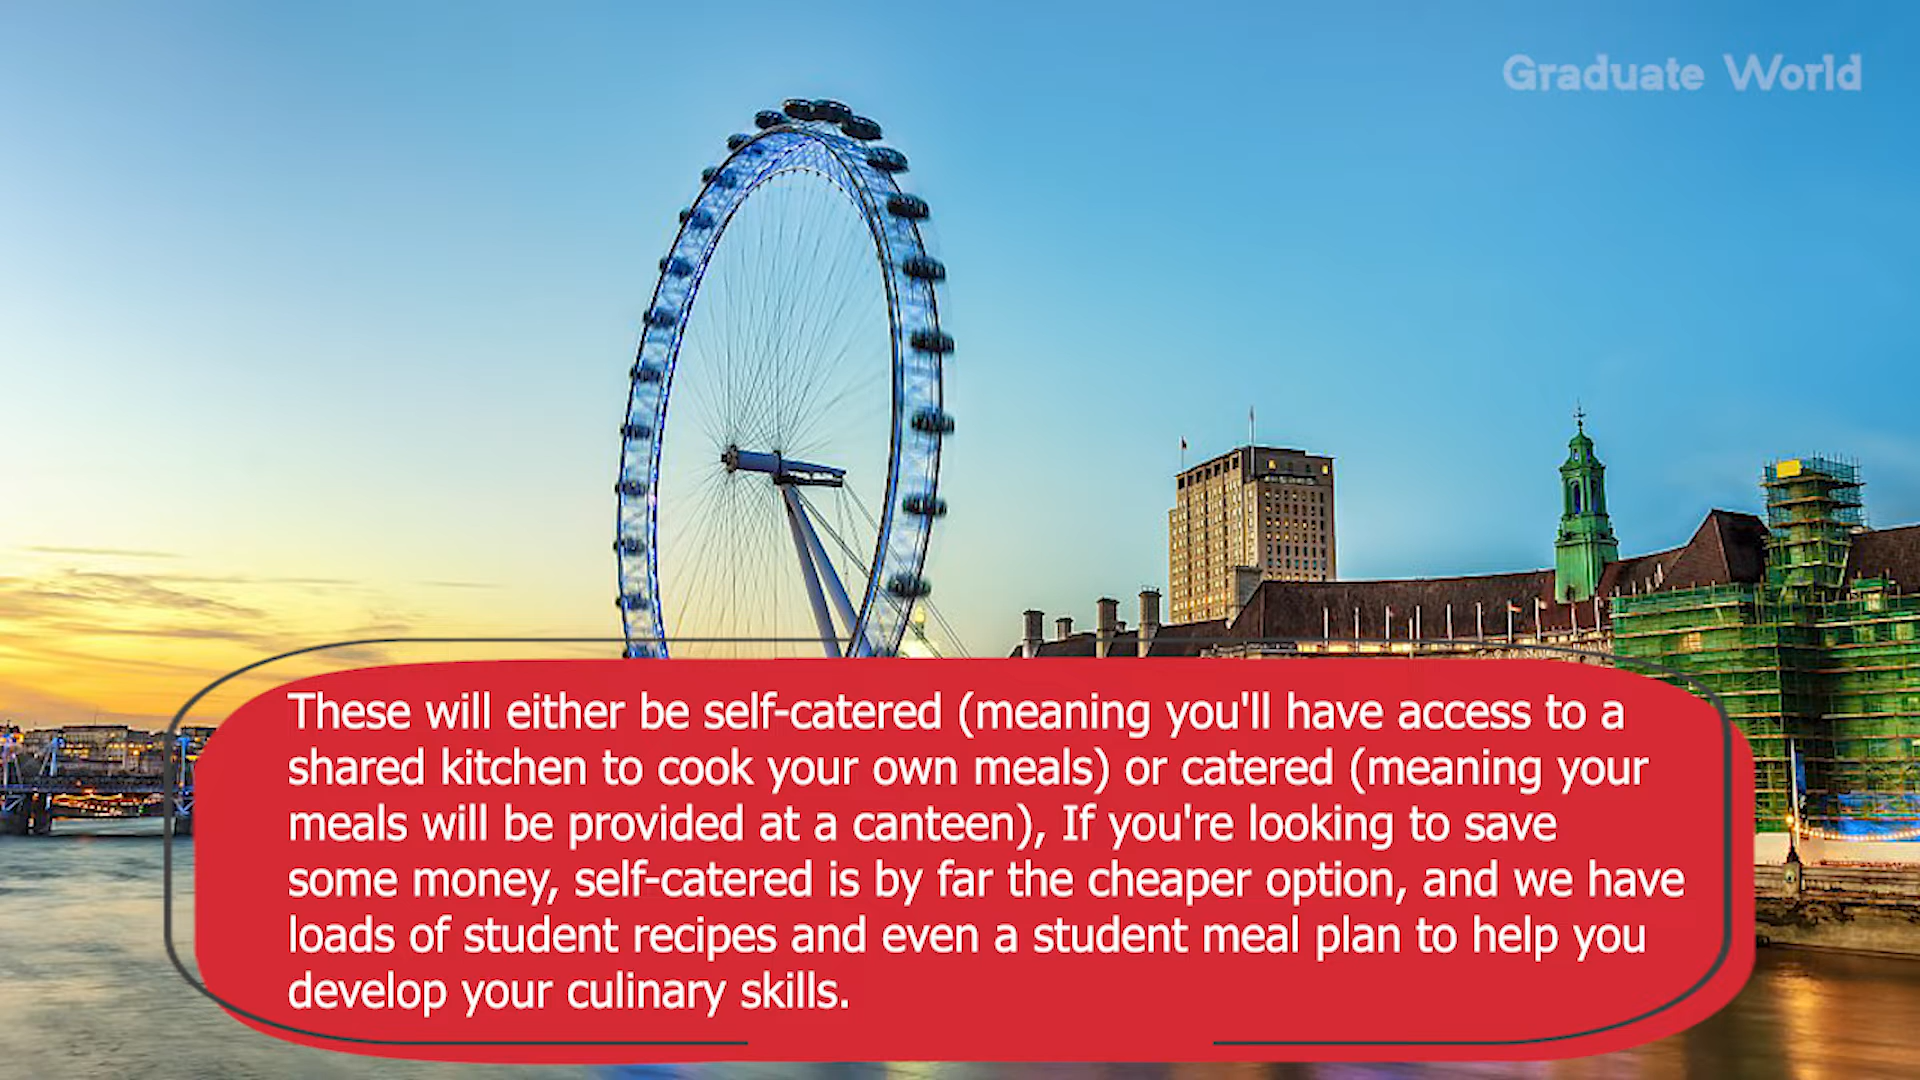 Graduate World
These will either be self-catered (meaning you'll have access to a
shared kitchen to cook your own meals) or catered (meaning your
meals will be provided at a canteen), If you're looking to save
some money, self-catered is by far the cheaper option, and we have
loads of student recipes and even a student meal plan to help you
develop your culinary skills.